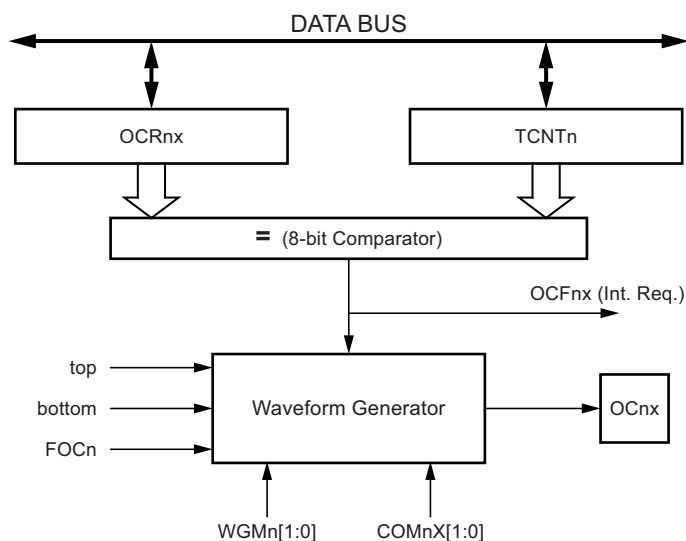 DATA BUS
OCRnx
TCNTn
= (8-bit Comparator)
OCFnx (Int. Req.)
top
bottom
FOCn
Waveform Generator
OCnx
WGMn[1:0]
COMnX[1:0]